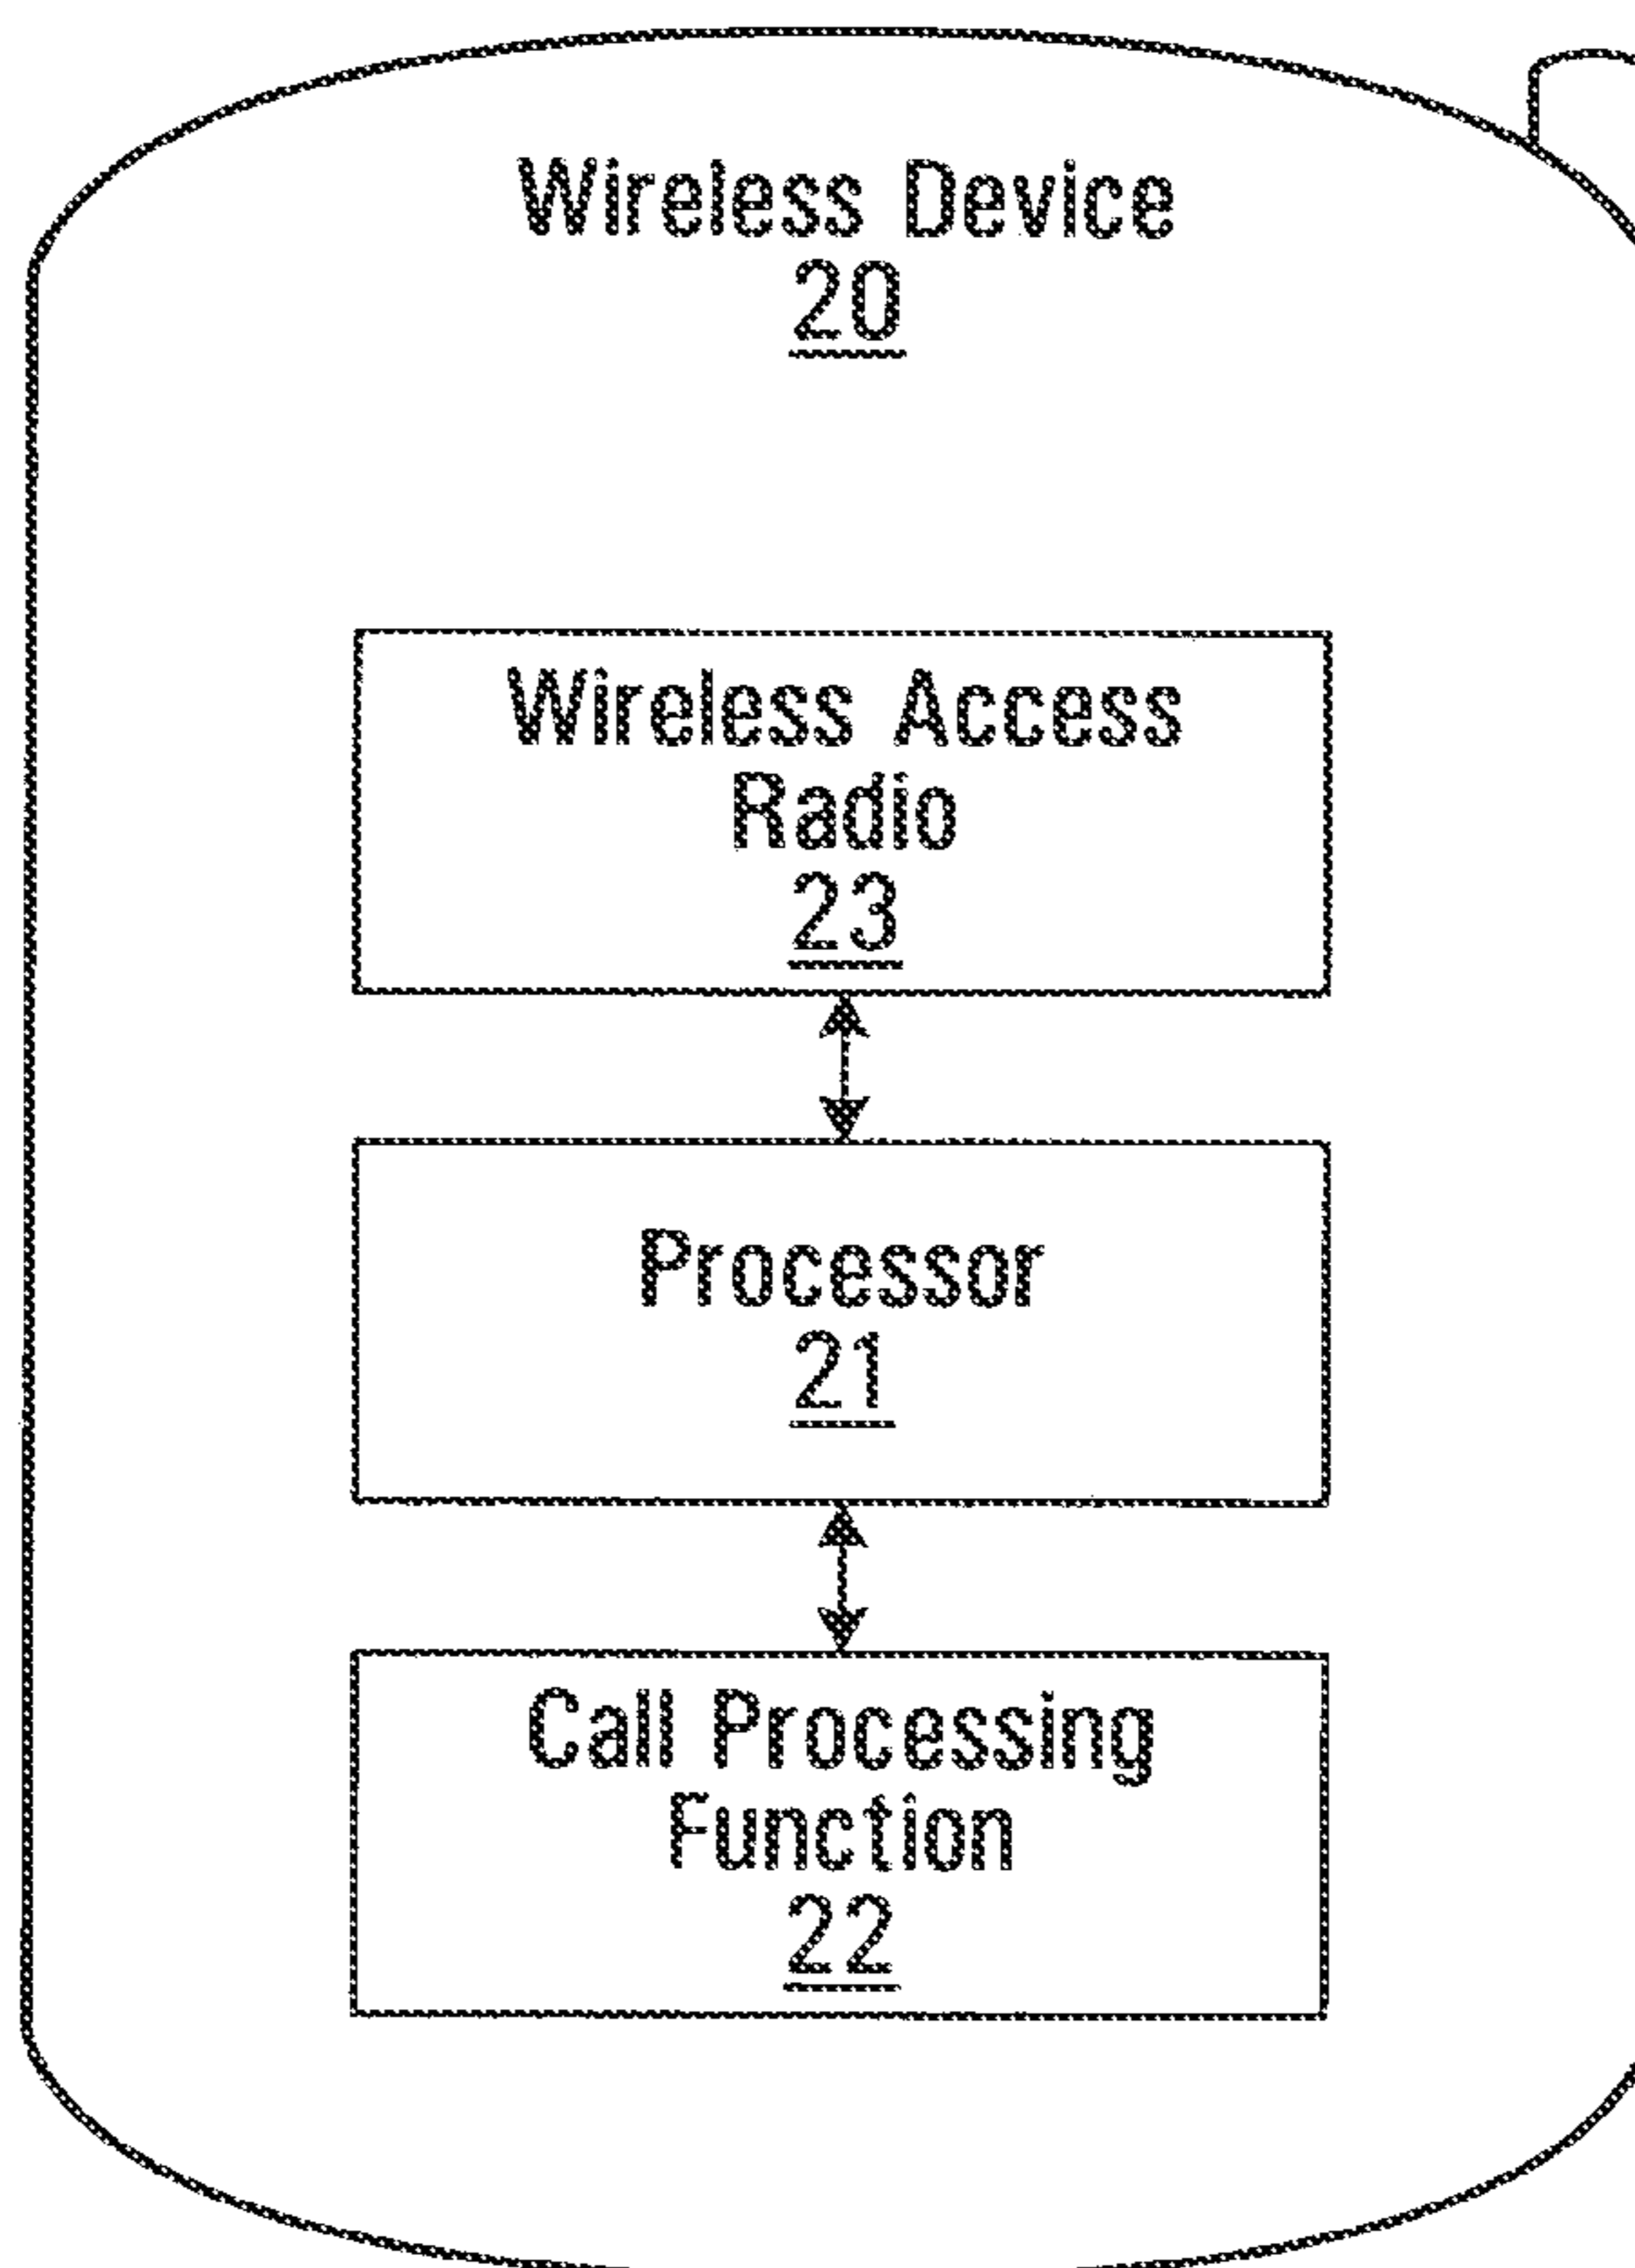 Wireless Device
20
Wireless Access
Radio
23
Processor
21
Call Processing
Function
22